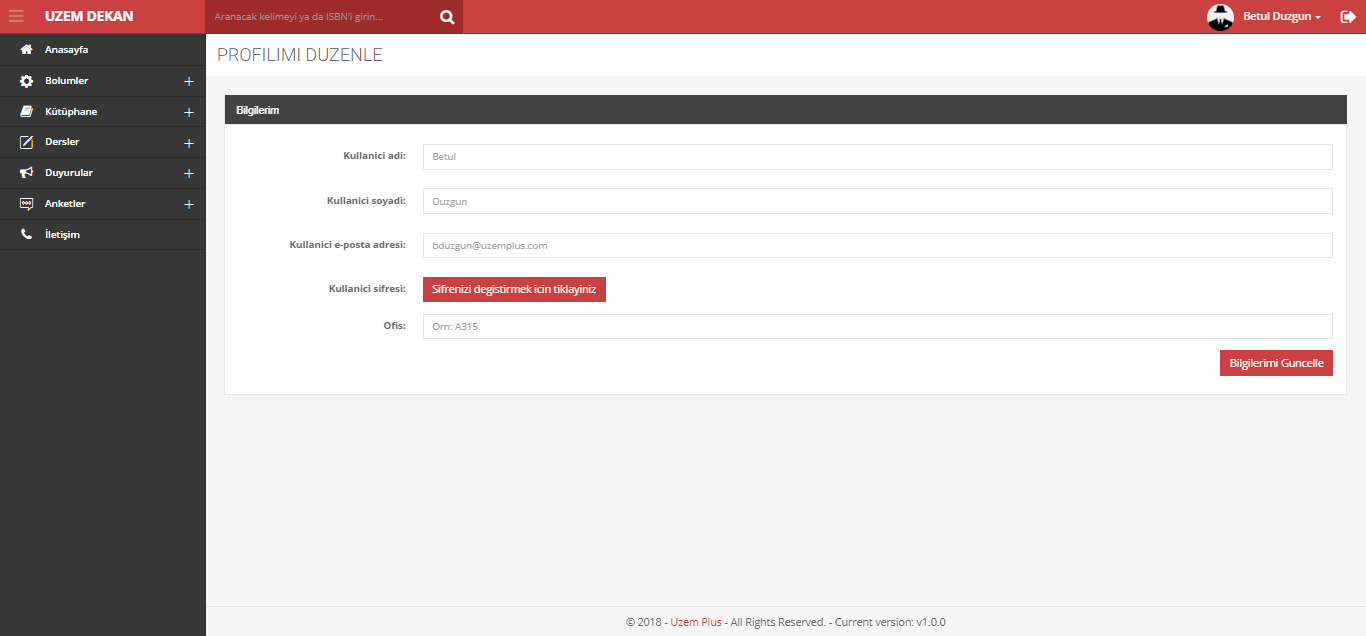 UZEM DEKAN
Aranacak kelimeyi ya da ISBN'i girin...
Betul Duzgun
Anasayfa
Bolumler
Kütüphane
Dersler
Duyurular
Anketler
İletişim
PROFILIMI DUZENLE
Bilgilerim
Kullanici adi: Betul
Kullanici soyadi: Duzgun
Kullanici e-posta adresi: bduzgun@uzemplus.com
Kullanici sifresi: Sifrenizi degistirmek icin tiklayiniz
Ofis: Orn: A315
Bilgilerimi Guncelle
© 2018 - Uzem Plus - All Rights Reserved. - Current version: v1.0.0